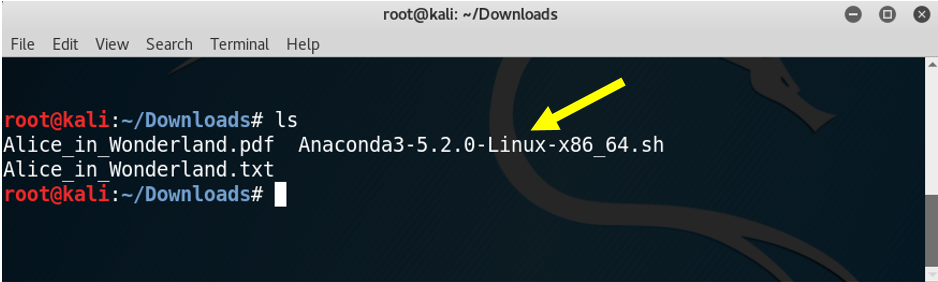 root@kali: ~/Downloads
File Edit View Search Terminal Help
root@kali:~/Downloads# ls
Alice_in_Wonderland.pdf  Anaconda3-5.2.0-Linux-x86_64.sh
Alice_in_Wonderland.txt
root@kali:~/Downloads#